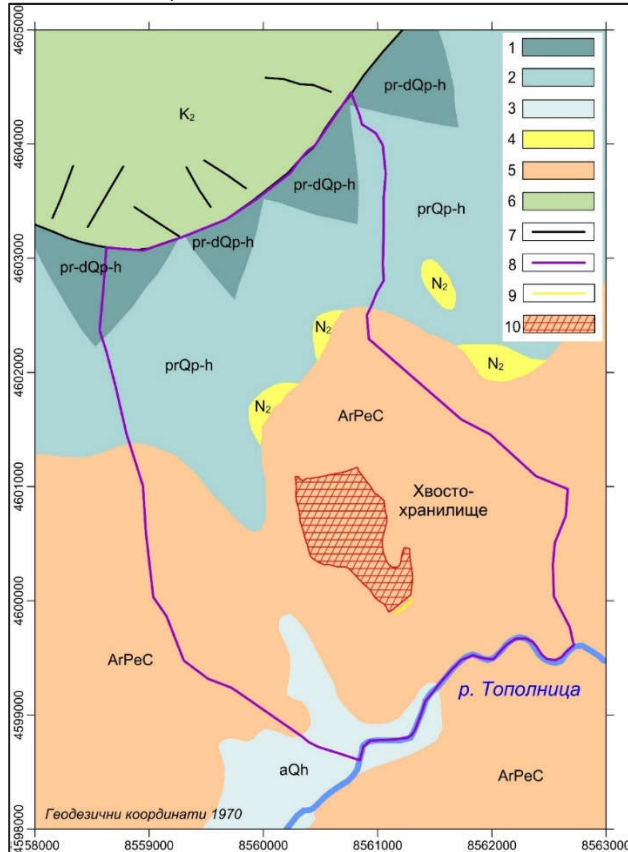 4605000
4604000
4603000
4602000
4601000
4600000
4599000
4598000
8558000 8559000 8560000 8561000 8562000 8563000
K₂
pr-dQp-h
pr-dQp-h
pr-dQp-h
pr-dQp-h
prQp-h
N₂
N₂
N₂
N₂
prQp-h
ArPeC
Хвосто-
хранилище
ArPeC
р. Тополница
aQh
ArPeC
Геодезични координати 1970
1
2
3
4
5
6
7
8
9
10